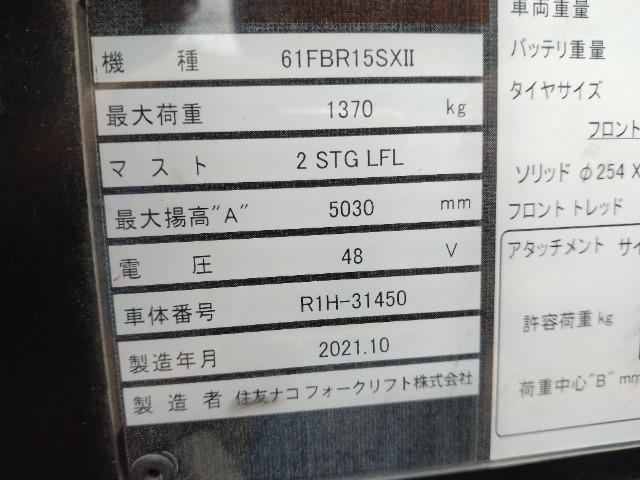 機種 61FBR15SXII
最大荷重 1370 kg
マスト 2 STG LFL
最大揚高"A" 5030 mm
電圧 48 V
車体番号 R1H-31450
製造年月 2021.10
製造者 住友ナコ フォークリフト株式会社
車両重量
バッテリ重量
タイヤサイズ
フロント
ソリッド φ254 X
フロント トレッド
アタッチメント サイ
許容荷重 kg
荷重中心"B" mm